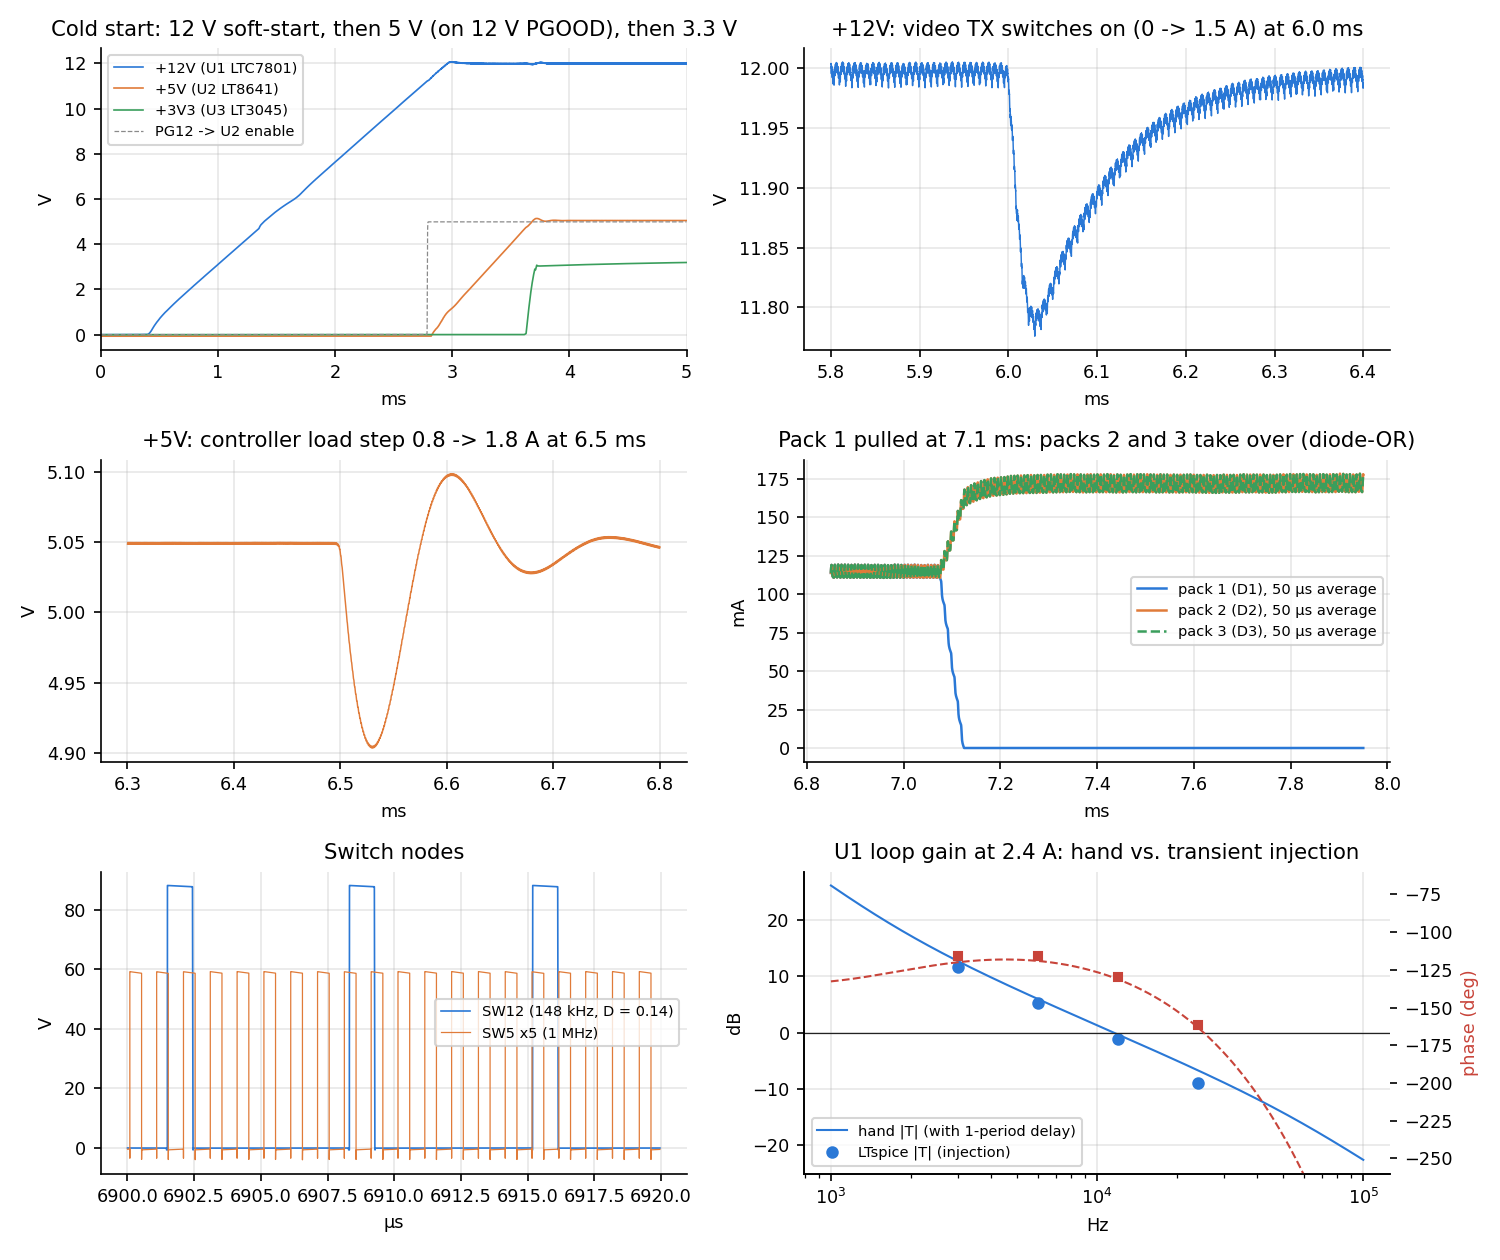 Cold start: 12 V soft-start, then 5 V (on 12 V PGOOD), then 3.3 V
12
10
8
6
4
2
0
V
+12V (U1 LTC7801)
+5V (U2 LT8641)
+3V3 (U3 LT3045)
PG12 -> U2 enable
0 1 2 3 4 5
ms
+12V: video TX switches on (0 -> 1.5 A) at 6.0 ms
12.00
11.95
11.90
11.85
11.80
V
5.8 5.9 6.0 6.1 6.2 6.3 6.4
ms
+5V: controller load step 0.8 -> 1.8 A at 6.5 ms
5.10
5.05
5.00
4.95
4.90
V
6.3 6.4 6.5 6.6 6.7 6.8
ms
Pack 1 pulled at 7.1 ms: packs 2 and 3 take over (diode-OR)
175
150
125
100
75
50
25
0
mA
pack 1 (D1), 50 µs average
pack 2 (D2), 50 µs average
pack 3 (D3), 50 µs average
6.8 7.0 7.2 7.4 7.6 7.8 8.0
ms
Switch nodes
80
60
40
20
0
V
SW12 (148 kHz, D = 0.14)
SW5 x5 (1 MHz)
6900.0 6902.5 6905.0 6907.5 6910.0 6912.5 6915.0 6917.5 6920.0
µs
U1 loop gain at 2.4 A: hand vs. transient injection
20
10
0
−10
−20
dB
hand |T| (with 1-period delay)
LTspice |T| (injection)
−75
−100
−125
−150
−175
−200
−225
−250
phase (deg)
10³ 10⁴ 10⁵
Hz